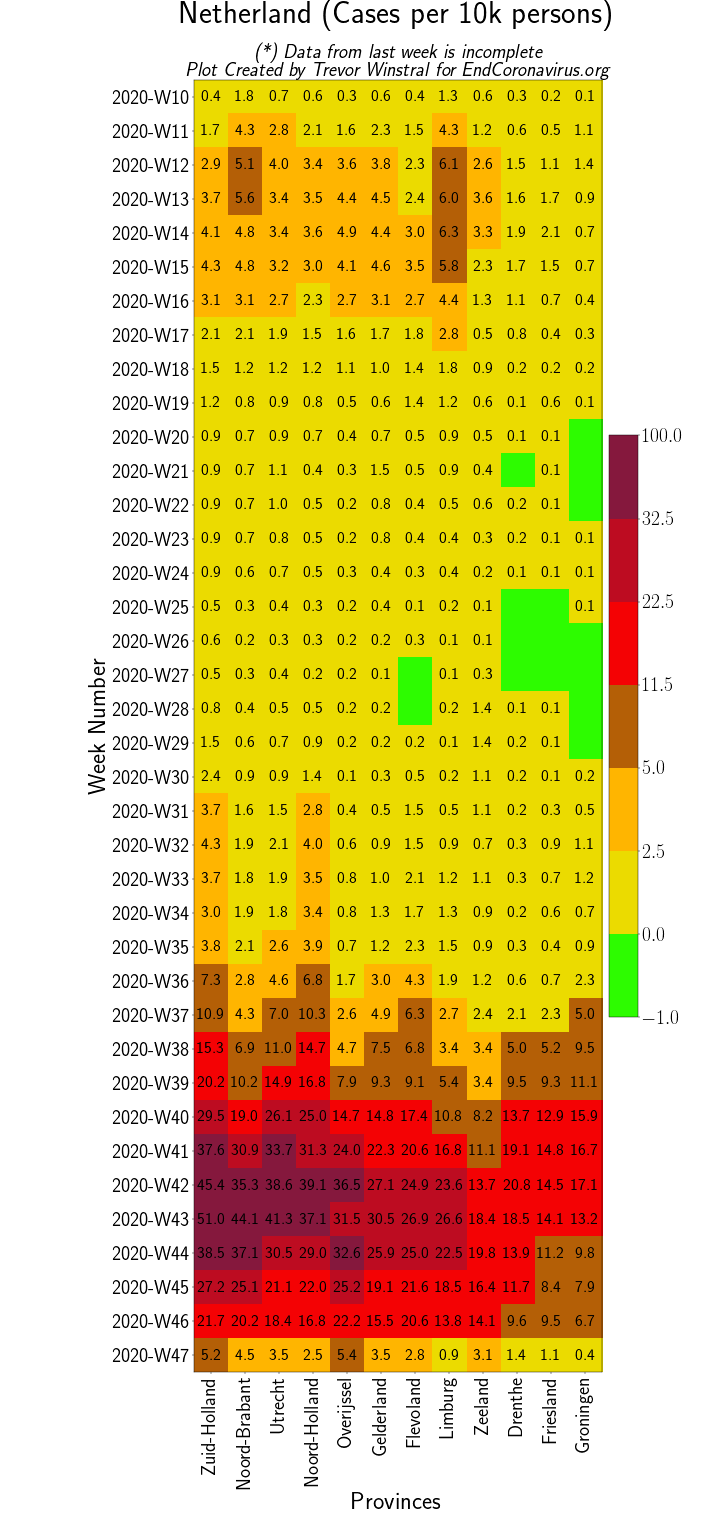 Netherland (Cases per 10k persons)
(*) Data from last week is incomplete
Plot Created by Trevor Winstral for EndCoronavirus.org
2020-W10 0.4 1.8 0.7 0.6 0.3 0.6 0.4 1.3 0.6 0.3 0.2 0.1
2020-W11 1.7 4.3 2.8 2.1 1.6 2.3 1.5 4.3 1.2 0.6 0.5 1.1
2020-W12 2.9 5.1 4.0 3.4 3.6 3.8 2.3 6.1 2.6 1.5 1.1 1.4
2020-W13 3.7 5.6 3.4 3.5 4.4 4.5 2.4 6.0 3.6 1.6 1.7 0.9
2020-W14 4.1 4.8 3.4 3.6 4.9 4.4 3.0 6.3 3.3 1.9 2.1 0.7
2020-W15 4.3 4.8 3.2 3.0 4.1 4.6 3.5 5.8 2.3 1.7 1.5 0.7
2020-W16 3.1 3.1 2.7 2.3 2.7 3.1 2.7 4.4 1.3 1.1 0.7 0.4
2020-W17 2.1 2.1 1.9 1.5 1.6 1.7 1.8 2.8 0.5 0.8 0.4 0.3
2020-W18 1.5 1.2 1.2 1.2 1.1 1.0 1.4 1.8 0.9 0.2 0.2 0.2
2020-W19 1.2 0.8 0.9 0.8 0.5 0.6 1.4 1.2 0.6 0.1 0.6 0.1
2020-W20 0.9 0.7 0.9 0.7 0.4 0.7 0.5 0.9 0.5 0.1 0.1
2020-W21 0.9 0.7 1.1 0.4 0.3 1.5 0.5 0.9 0.4 0.1
2020-W22 0.9 0.7 1.0 0.5 0.2 0.8 0.4 0.5 0.6 0.2 0.1
2020-W23 0.9 0.7 0.8 0.5 0.2 0.8 0.4 0.4 0.3 0.2 0.1 0.1
2020-W24 0.9 0.6 0.7 0.5 0.3 0.4 0.3 0.4 0.2 0.1 0.1 0.1
2020-W25 0.5 0.3 0.4 0.3 0.2 0.4 0.1 0.2 0.1 0.1
2020-W26 0.6 0.2 0.3 0.3 0.2 0.2 0.3 0.1 0.1
2020-W27 0.5 0.3 0.4 0.2 0.2 0.1 0.1 0.3
2020-W28 0.8 0.4 0.5 0.5 0.2 0.2 0.2 1.4 0.1 0.1
2020-W29 1.5 0.6 0.7 0.9 0.2 0.2 0.2 0.1 1.4 0.2 0.1
2020-W30 2.4 0.9 0.9 1.4 0.1 0.3 0.5 0.2 1.1 0.2 0.1 0.2
2020-W31 3.7 1.6 1.5 2.8 0.4 0.5 1.5 0.5 1.1 0.2 0.3 0.5
2020-W32 4.3 1.9 2.1 4.0 0.6 0.9 1.5 0.9 0.7 0.3 0.9 1.1
2020-W33 3.7 1.8 1.9 3.5 0.8 1.0 2.1 1.2 1.1 0.3 0.7 1.2
2020-W34 3.0 1.9 1.8 3.4 0.8 1.3 1.7 1.3 0.9 0.2 0.6 0.7
2020-W35 3.8 2.1 2.6 3.9 0.7 1.2 2.3 1.5 0.9 0.3 0.4 0.9
2020-W36 7.3 2.8 4.6 6.8 1.7 3.0 4.3 1.9 1.2 0.6 0.7 2.3
2020-W37 10.9 4.3 7.0 10.3 2.6 4.9 6.3 2.7 2.4 2.1 2.3 5.0
2020-W38 15.3 6.9 11.0 14.7 4.7 7.5 6.8 3.4 3.4 5.0 5.2 9.5
2020-W39 20.2 10.2 14.9 16.8 7.9 9.3 9.1 5.4 3.4 9.5 9.3 11.1
2020-W40 29.5 19.0 26.1 25.0 14.7 14.8 17.4 10.8 8.2 13.7 12.9 15.9
2020-W41 37.6 30.9 33.7 31.3 24.0 22.3 20.6 16.8 11.1 19.1 14.8 16.7
2020-W42 45.4 35.3 38.6 39.1 36.5 27.1 24.9 23.6 13.7 20.8 14.5 17.1
2020-W43 51.0 44.1 41.3 37.1 31.5 30.5 26.9 26.6 18.4 18.5 14.1 13.2
2020-W44 38.5 37.1 30.5 29.0 32.6 25.9 25.0 22.5 19.8 13.9 11.2 9.8
2020-W45 27.2 25.1 21.1 22.0 25.2 19.1 21.6 18.5 16.4 11.7 8.4 7.9
2020-W46 21.7 20.2 18.4 16.8 22.2 15.5 20.6 13.8 14.1 9.6 9.5 6.7
2020-W47 5.2 4.5 3.5 2.5 5.4 3.5 2.8 0.9 3.1 1.4 1.1 0.4
Week Number
Zuid-Holland
Noord-Brabant
Utrecht
Noord-Holland
Overijssel
Gelderland
Flevoland
Limburg
Zeeland
Drenthe
Friesland
Groningen
Provinces
100.0
32.5
22.5
11.5
5.0
2.5
0.0
−1.0